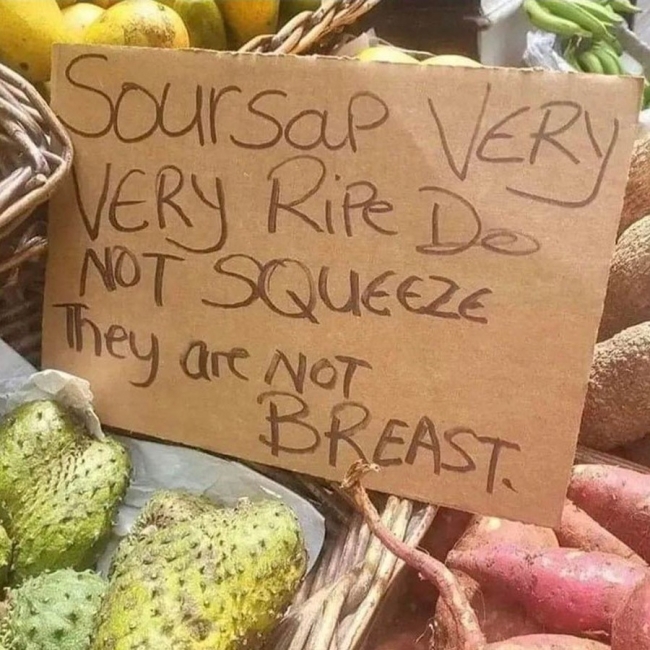 Soursap VERY
VERY Ripe Do
NOT SQUEEZE
They are NOT
BREAST.